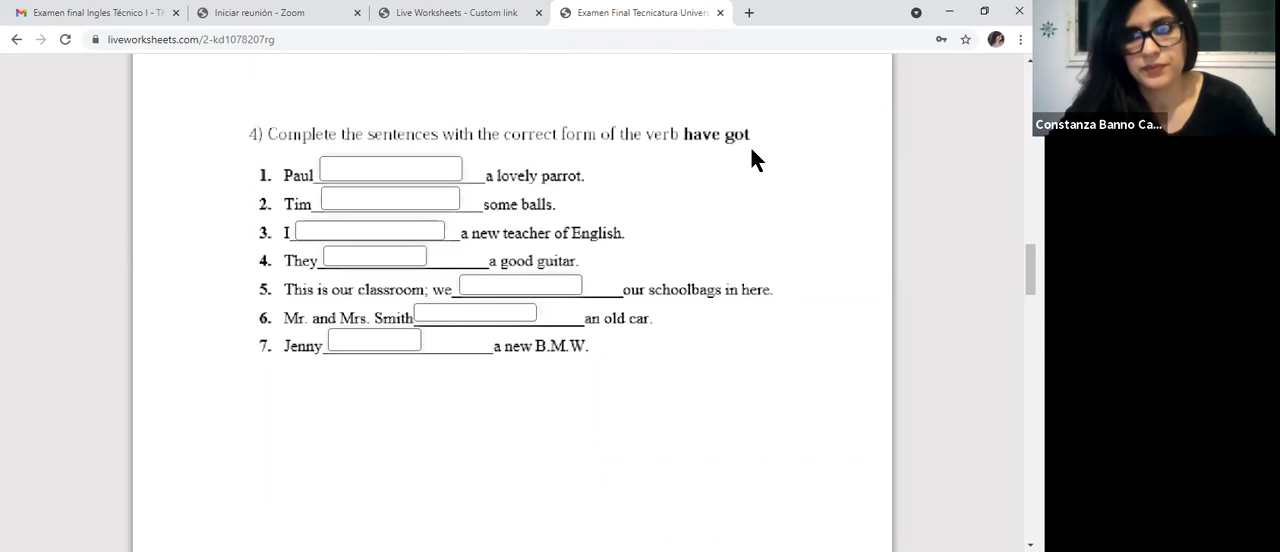 Examen final Ingles Técnico I - Th
Iniciar reunión - Zoom
Live Worksheets - Custom link
Examen Final Tecnicatura Univers
liveworksheets.com/2-kd1078207rg
Constanza Banno Ca...
4) Complete the sentences with the correct form of the verb have got
1. Paul a lovely parrot.
2. Tim some balls.
3. I a new teacher of English.
4. They a good guitar.
5. This is our classroom; we our schoolbags in here.
6. Mr. and Mrs. Smith an old car.
7. Jenny a new B.M.W.